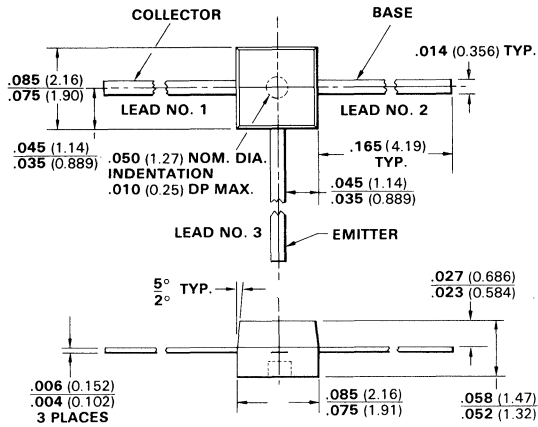 COLLECTOR
BASE
.014 (0.356) TYP.
.085 (2.16)
.075 (1.90)
LEAD NO. 1
LEAD NO. 2
.045 (1.14)
.035 (0.889)
.050 (1.27) NOM. DIA.
INDENTATION
.010 (0.25) DP MAX.
.165 (4.19)
TYP.
.045 (1.14)
.035 (0.889)
LEAD NO. 3
EMITTER
5°
2°
TYP.
.027 (0.686)
.023 (0.584)
.006 (0.152)
.004 (0.102)
3 PLACES
.085 (2.16)
.075 (1.91)
.058 (1.47)
.052 (1.32)